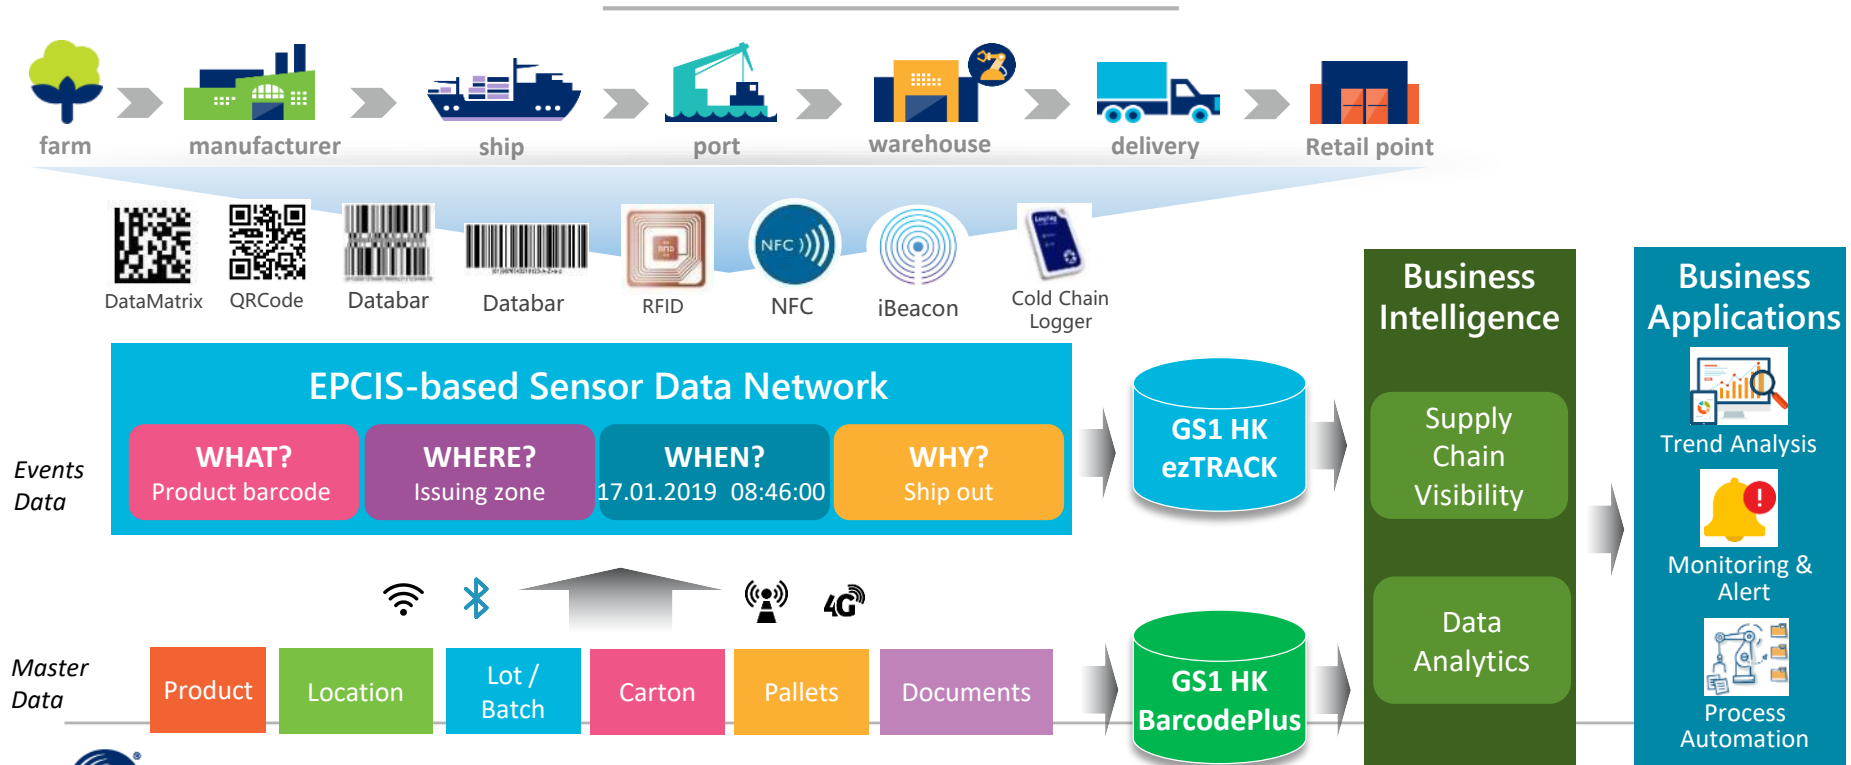 farm
manufacturer
ship
port
warehouse
delivery
Retail point
NFC
DataMatrix
QRCode
Databar
Databar
RFID
NFC
iBeacon
Cold Chain
Logger
Business
Intelligence
Business
Applications
EPCIS-based Sensor Data Network
Events
Data
WHAT?
Product barcode
WHERE?
Issuing zone
WHEN?
17.01.2019 08:46:00
WHY?
Ship out
GS1 HK
ezTRACK
Supply
Chain
Visibility
Trend Analysis
Monitoring &
Alert
4G
Master
Data
Product
Location
Lot /
Batch
Carton
Pallets
Documents
GS1 HK
BarcodePlus
Data
Analytics
Process
Automation
®